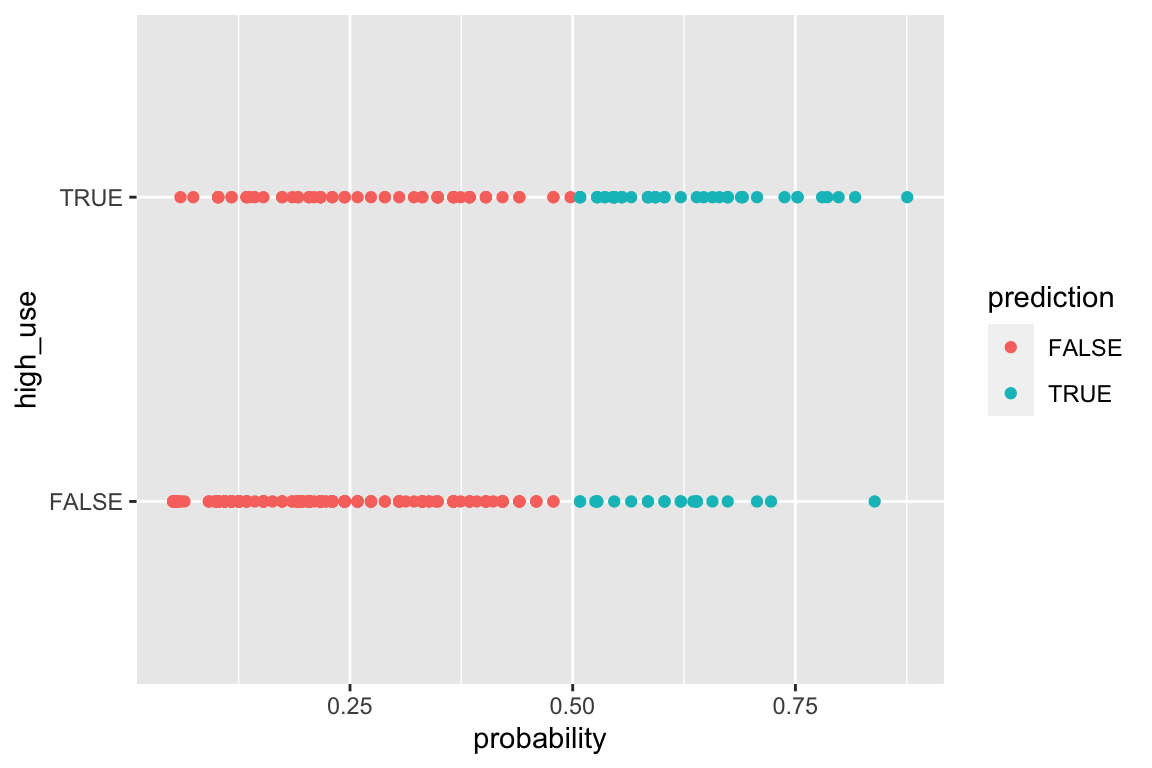 TRUE
FALSE
high_use
0.25
0.50
0.75
probability
prediction
FALSE
TRUE